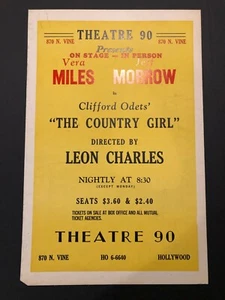 THEATRE 90
870 N. VINE 870 N. VINE
Presents
ON STAGE — IN PERSON
Vera Jeff
MILES MORROW
in
Clifford Odets'
"THE COUNTRY GIRL"
DIRECTED BY
LEON CHARLES
NIGHTLY AT 8:30
(EXCEPT MONDAY)
SEATS $3.60 & $2.40
TICKETS ON SALE AT BOX OFFICE AND ALL MUTUAL
TICKET AGENCIES.
THEATRE 90
870 N. VINE HO 6-6640 HOLLYWOOD